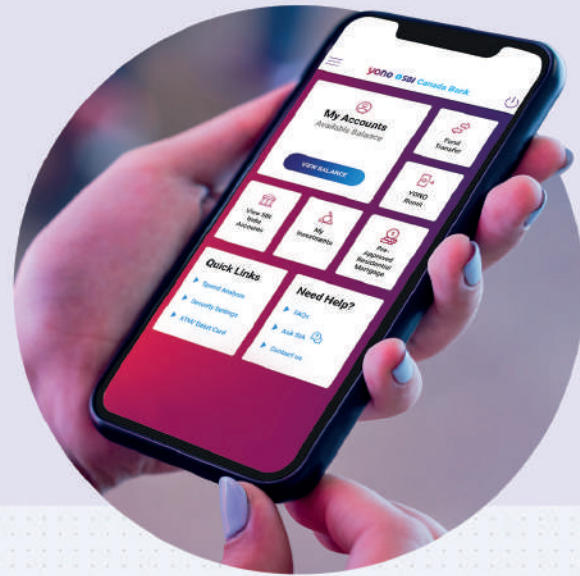 yono SBI Canada Bank
My Accounts
Available Balance
VIEW BALANCE
Fund
Transfer
YONO
View SBI
India
Accounts
My
Investments
Pre-
Approved
Residential
Mortgage
Quick Links
Spend Analysis
Security Settings
ATM/ Debit Card
Need Help?
FAQs
Ask SIA
Contact us